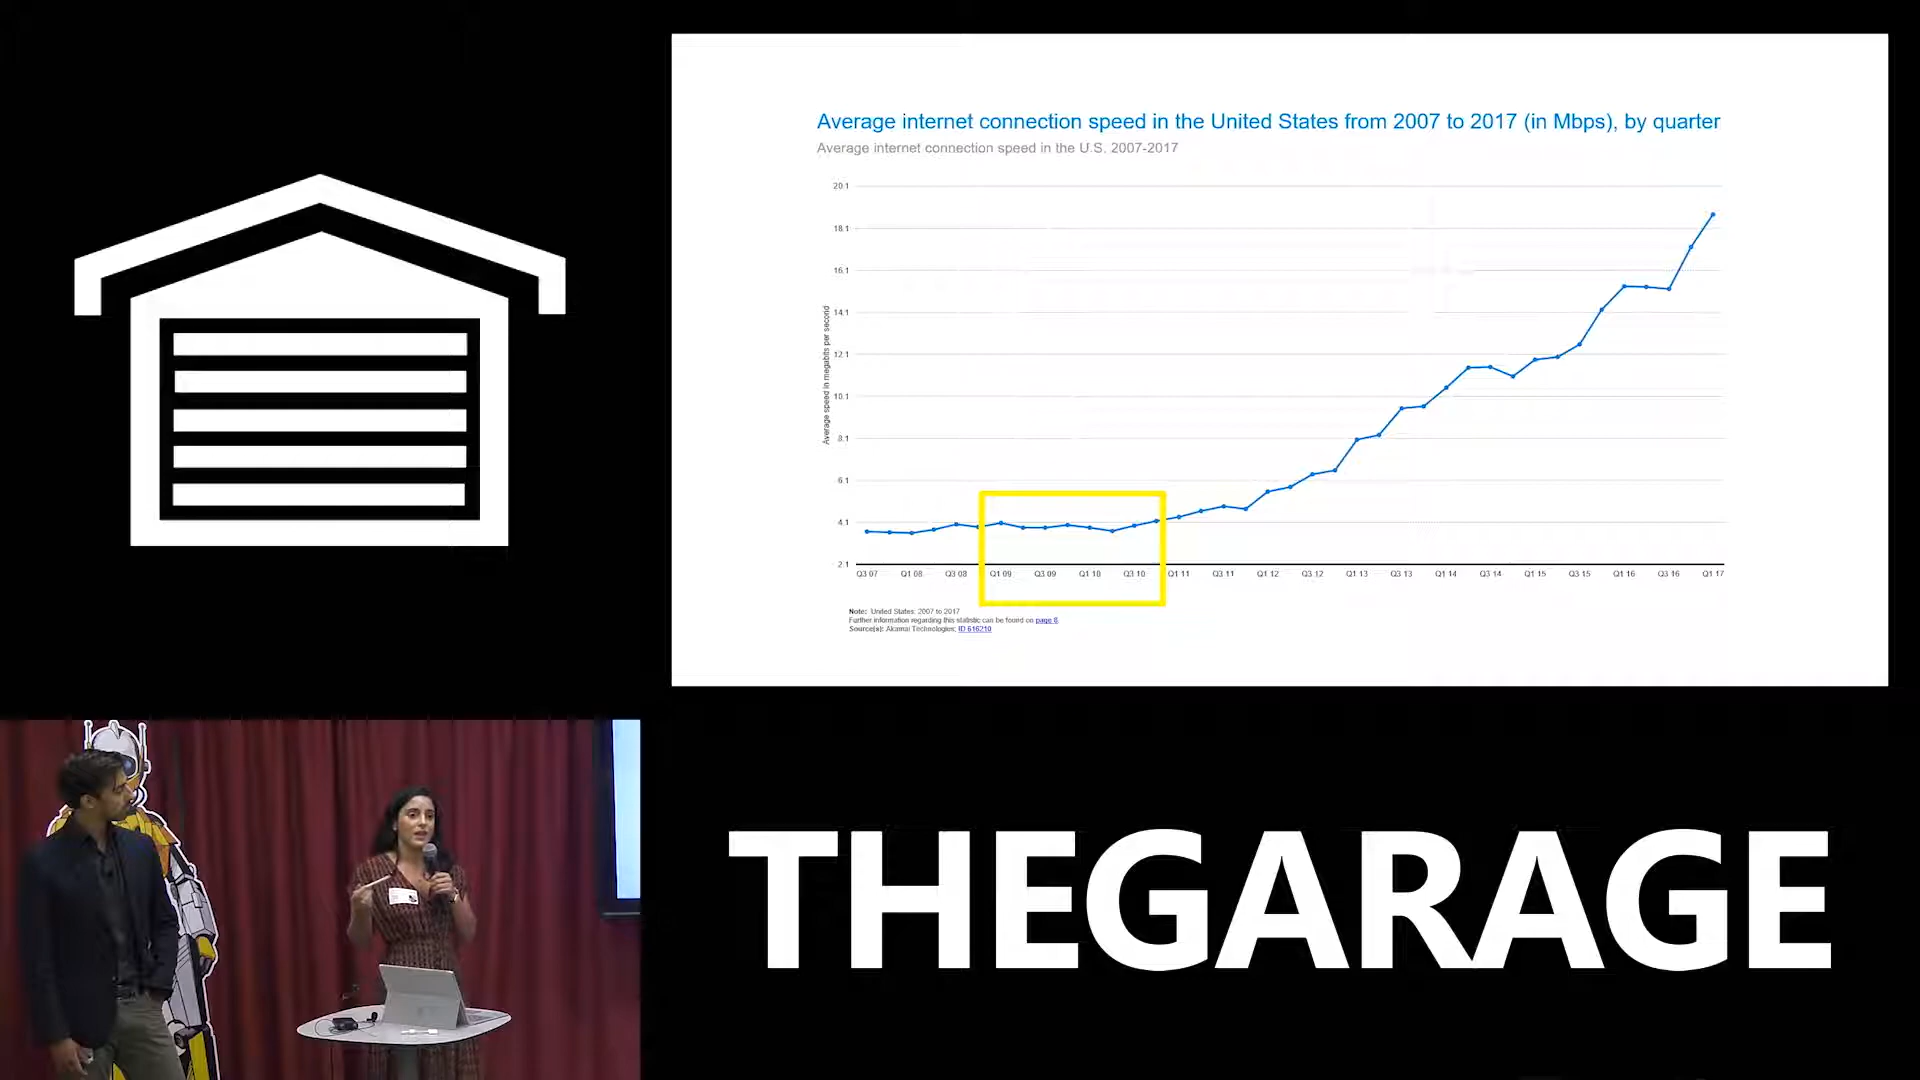 Average internet connection speed in the United States from 2007 to 2017 (in Mbps), by quarter
Average internet connection speed in the U.S. 2007-2017
Average speed in megabits per second
20.1
18.1
16.1
14.1
12.1
10.1
8.1
6.1
4.1
2.1
Q3 07 Q1 08 Q3 08 Q1 09 Q3 09 Q1 10 Q3 10 Q1 11 Q3 11 Q1 12 Q3 12 Q1 13 Q3 13 Q1 14 Q3 14 Q1 15 Q3 15 Q1 16 Q3 16 Q1 17
Note: United States; 2007 to 2017
Further information regarding this statistic can be found on page 8.
Source(s): Akamai Technologies; ID 616210
THEGARAGE